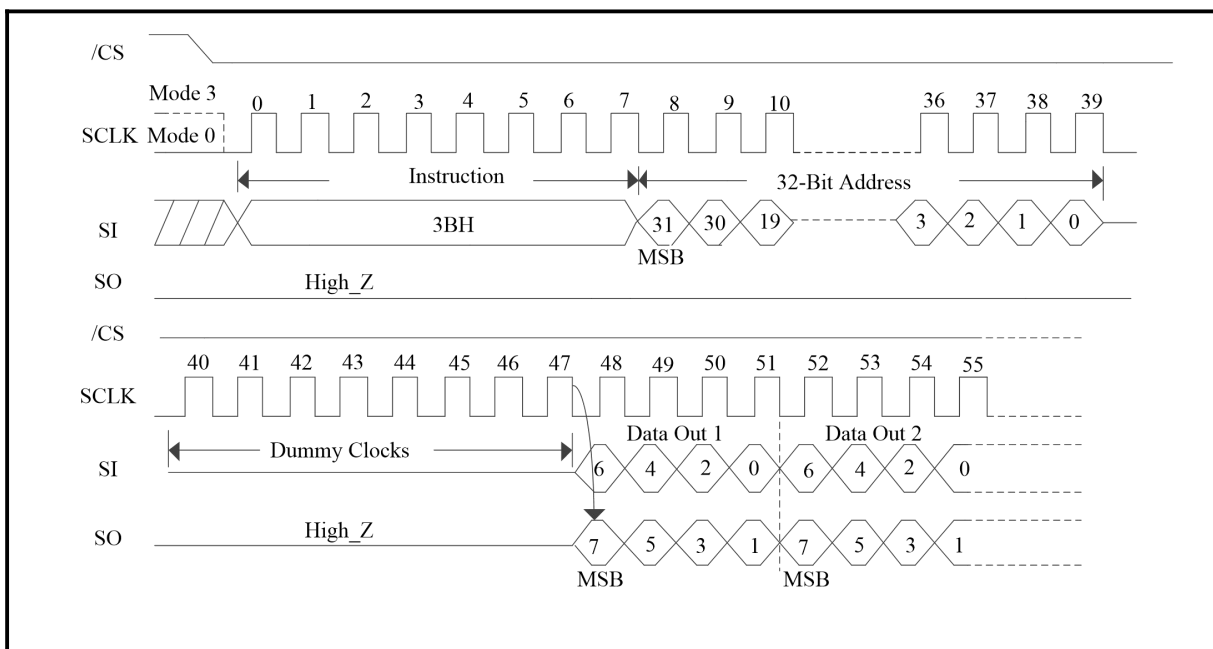 /CS
Mode 3
0 1 2 3 4 5 6 7 8 9 10 36 37 38 39
SCLK Mode 0
Instruction 32-Bit Address
SI 3BH 31 30 19 3 2 1 0
MSB
SO High_Z
/CS
40 41 42 43 44 45 46 47 48 49 50 51 52 53 54 55
SCLK
Dummy Clocks Data Out 1 Data Out 2
SI 6 4 2 0 6 4 2 0
SO High_Z 7 5 3 1 7 5 3 1
MSB MSB